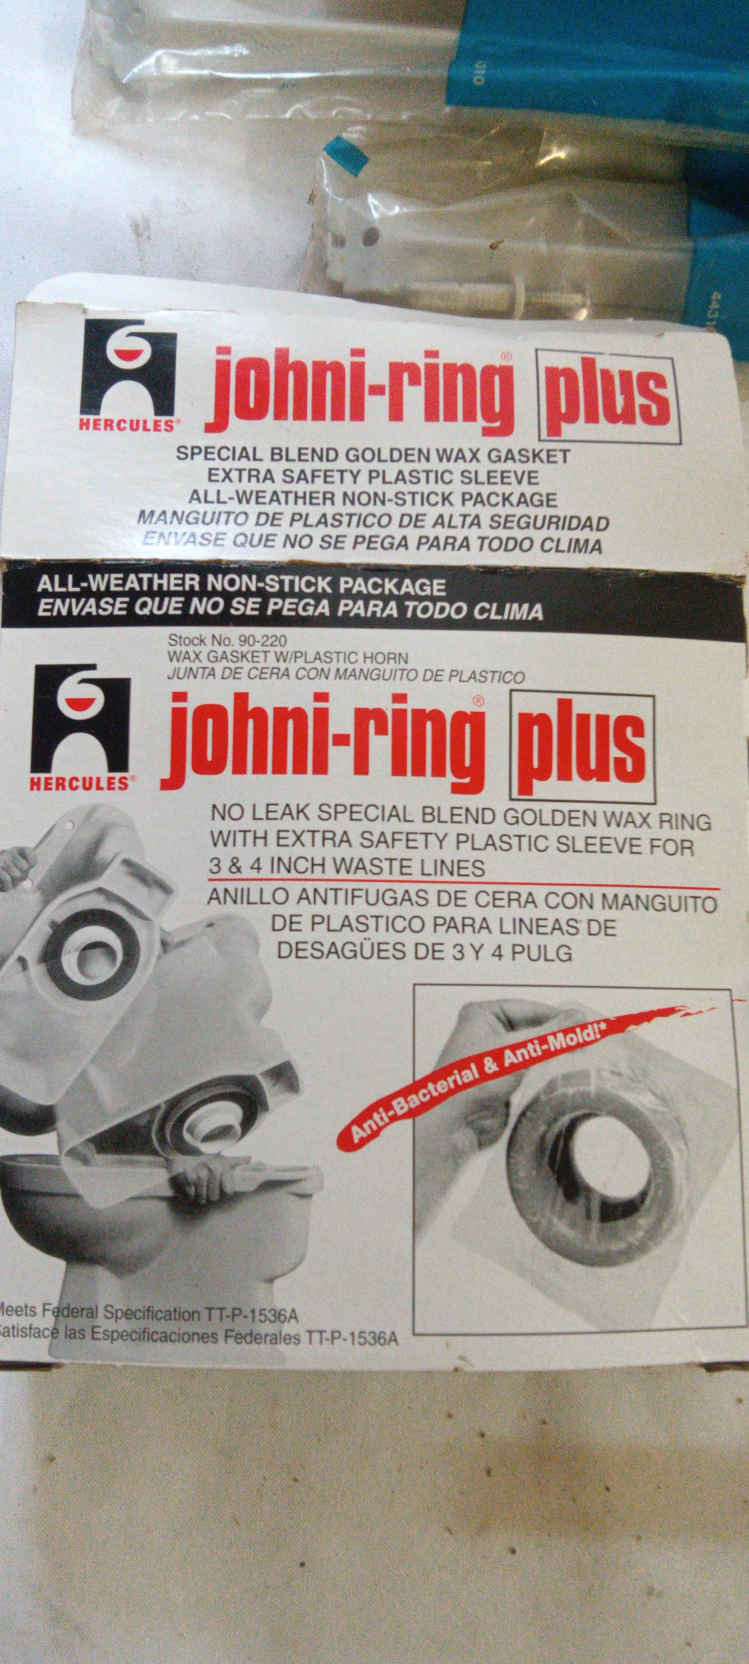 010
4431
HERCULES®
johni-ring® plus
SPECIAL BLEND GOLDEN WAX GASKET
EXTRA SAFETY PLASTIC SLEEVE
ALL-WEATHER NON-STICK PACKAGE
MANGUITO DE PLASTICO DE ALTA SEGURIDAD
ENVASE QUE NO SE PEGA PARA TODO CLIMA
ALL-WEATHER NON-STICK PACKAGE
ENVASE QUE NO SE PEGA PARA TODO CLIMA
Stock No. 90-220
WAX GASKET W/PLASTIC HORN
JUNTA DE CERA CON MANGUITO DE PLASTICO
HERCULES®
johni-ring® plus
NO LEAK SPECIAL BLEND GOLDEN WAX RING
WITH EXTRA SAFETY PLASTIC SLEEVE FOR
3 & 4 INCH WASTE LINES
ANILLO ANTIFUGAS DE CERA CON MANGUITO
DE PLASTICO PARA LINEAS DE
DESAGÜES DE 3 Y 4 PULG
Anti-Bacterial & Anti-Mold!*
Meets Federal Specification TT-P-1536A
Satisface las Especificaciones Federales TT-P-1536A